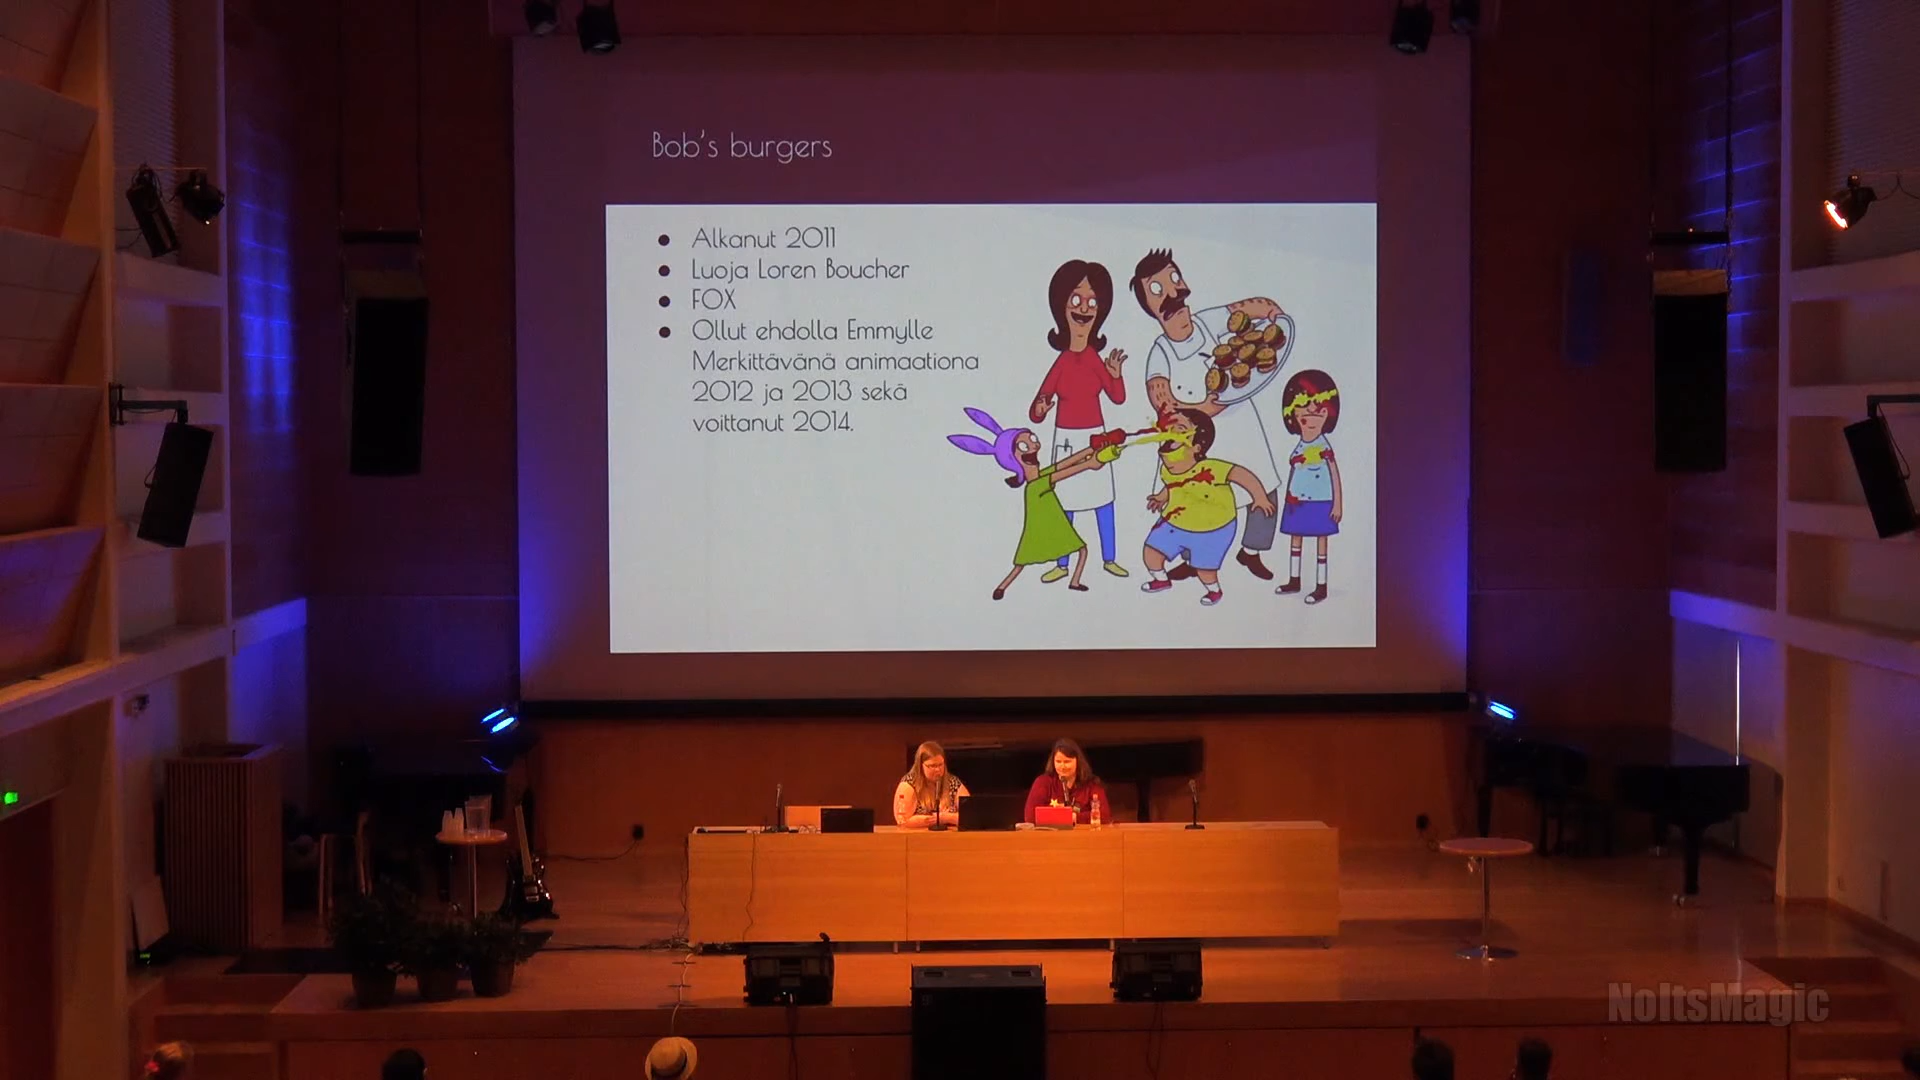 Bob's burgers
● Alkanut 2011
● Luoja Loren Boucher
● FOX
● Ollut ehdolla Emmylle
Merkittävänä animaationa
2012 ja 2013 sekä
voittanut 2014.
NoItsMagic